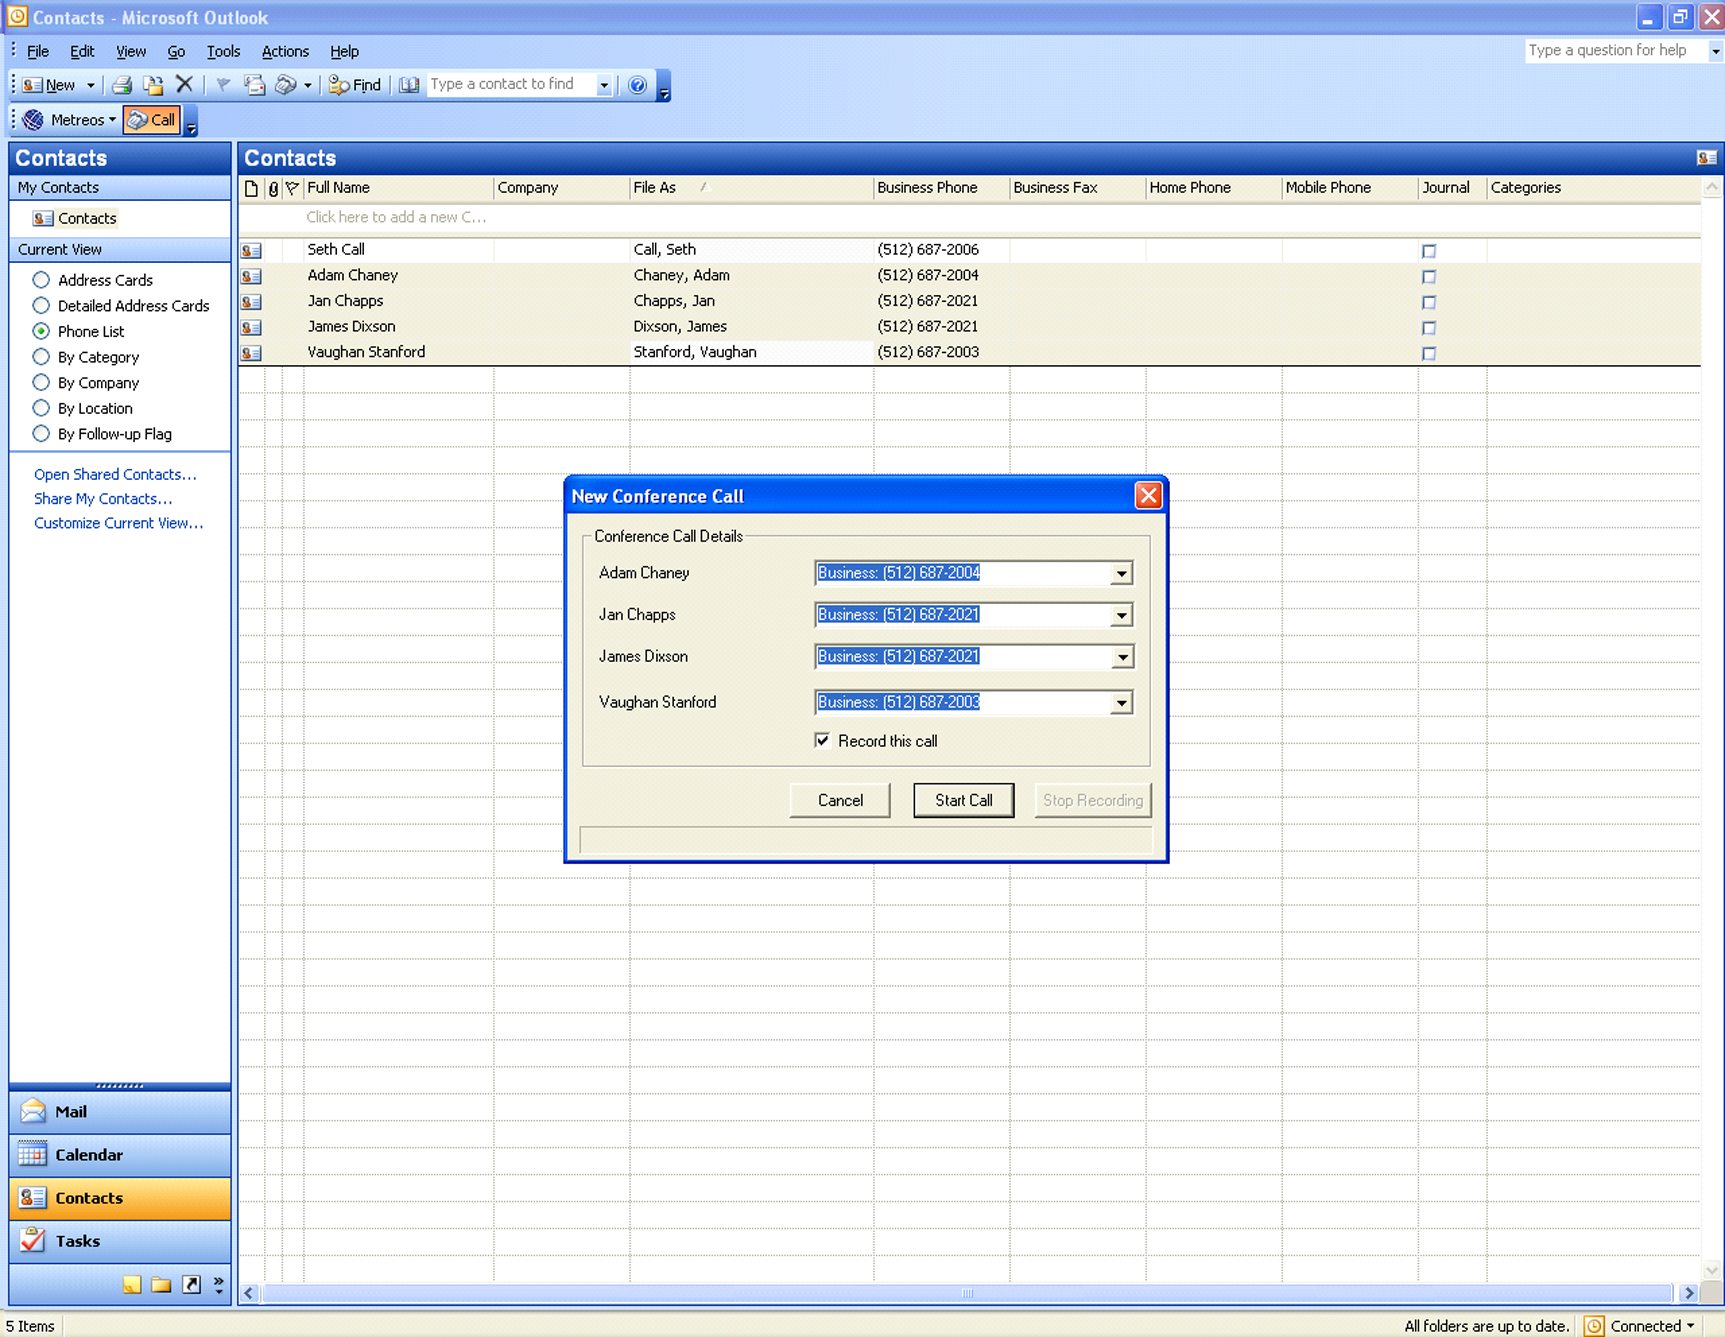 Contacts - Microsoft Outlook
File Edit View Go Tools Actions Help
Type a question for help
New Find Type a contact to find
Metreos Call
Contacts
My Contacts
Contacts
Current View
Address Cards
Detailed Address Cards
Phone List
By Category
By Company
By Location
By Follow-up Flag
Open Shared Contacts...
Share My Contacts...
Customize Current View...
Mail
Calendar
Contacts
Tasks
Contacts
Full Name Company File As Business Phone Business Fax Home Phone Mobile Phone Journal Categories
Click here to add a new C...
Seth Call Call, Seth (512) 687-2006
Adam Chaney Chaney, Adam (512) 687-2004
Jan Chapps Chapps, Jan (512) 687-2021
James Dixson Dixson, James (512) 687-2021
Vaughan Stanford Stanford, Vaughan (512) 687-2003
New Conference Call
Conference Call Details
Adam Chaney Business: (512) 687-2004
Jan Chapps Business: (512) 687-2021
James Dixson Business: (512) 687-2021
Vaughan Stanford Business: (512) 687-2003
Record this call
Cancel Start Call Stop Recording
5 Items All folders are up to date. Connected